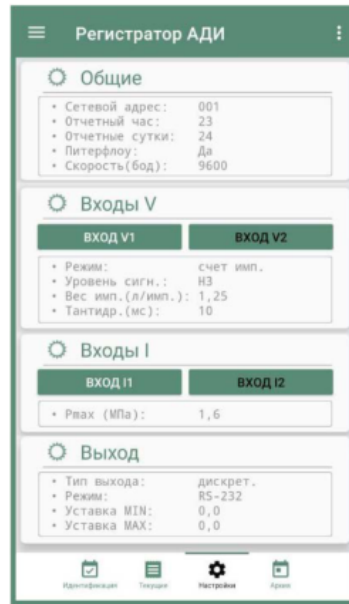 Регистратор АДИ
Общие
• Сетевой адрес: 001
• Отчетный час: 23
• Отчетные сутки: 24
• Питерфлоу: Да
• Скорость(бод): 9600
Входы V
ВХОД V1 ВХОД V2
• Режим: счет имп.
• Уровень сигн.: НЗ
• Вес имп.(л/имп.): 1,25
• Тантидр.(мс): 10
Входы I
ВХОД I1 ВХОД I2
• Pmax (МПа): 1,6
Выход
• Тип выхода: дискрет.
• Режим: RS-232
• Уставка MIN: 0,0
• Уставка MAX: 0,0
Идентификация Текущие Настройки Архив